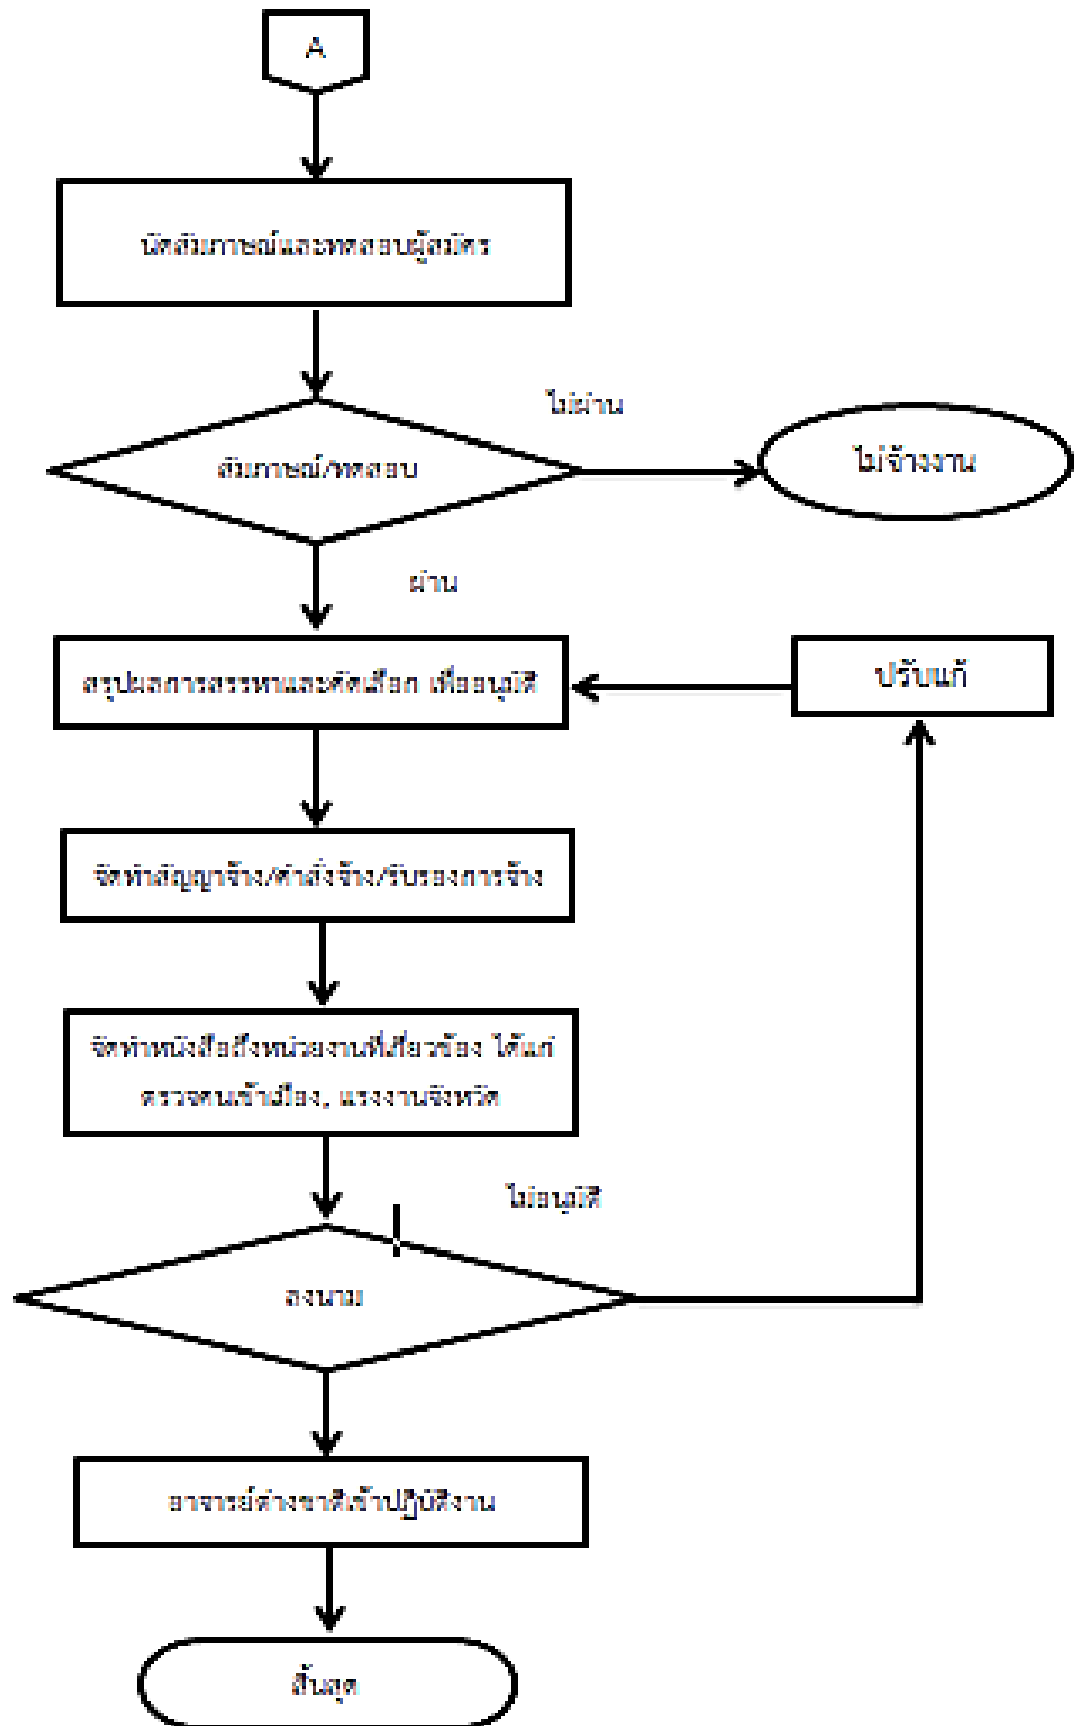 A
นัดสัมภาษณ์และทดสอบผู้สมัคร
ไม่ผ่าน
สัมภาษณ์/ทดสอบ
ไม่จ้างงาน
ผ่าน
สรุปผลการสรรหาและคัดเลือก เพื่ออนุมัติ
ปรับแก้
จัดทำสัญญาจ้าง/คำสั่งจ้าง/รับรองการจ้าง
จัดทำหนังสือถึงหน่วยงานที่เกี่ยวข้อง ได้แก่
ตรวจคนเข้าเมือง, แรงงานจังหวัด
ไม่อนุมัติ
ลงนาม
อาจารย์ต่างชาติเข้าปฏิบัติงาน
สิ้นสุด